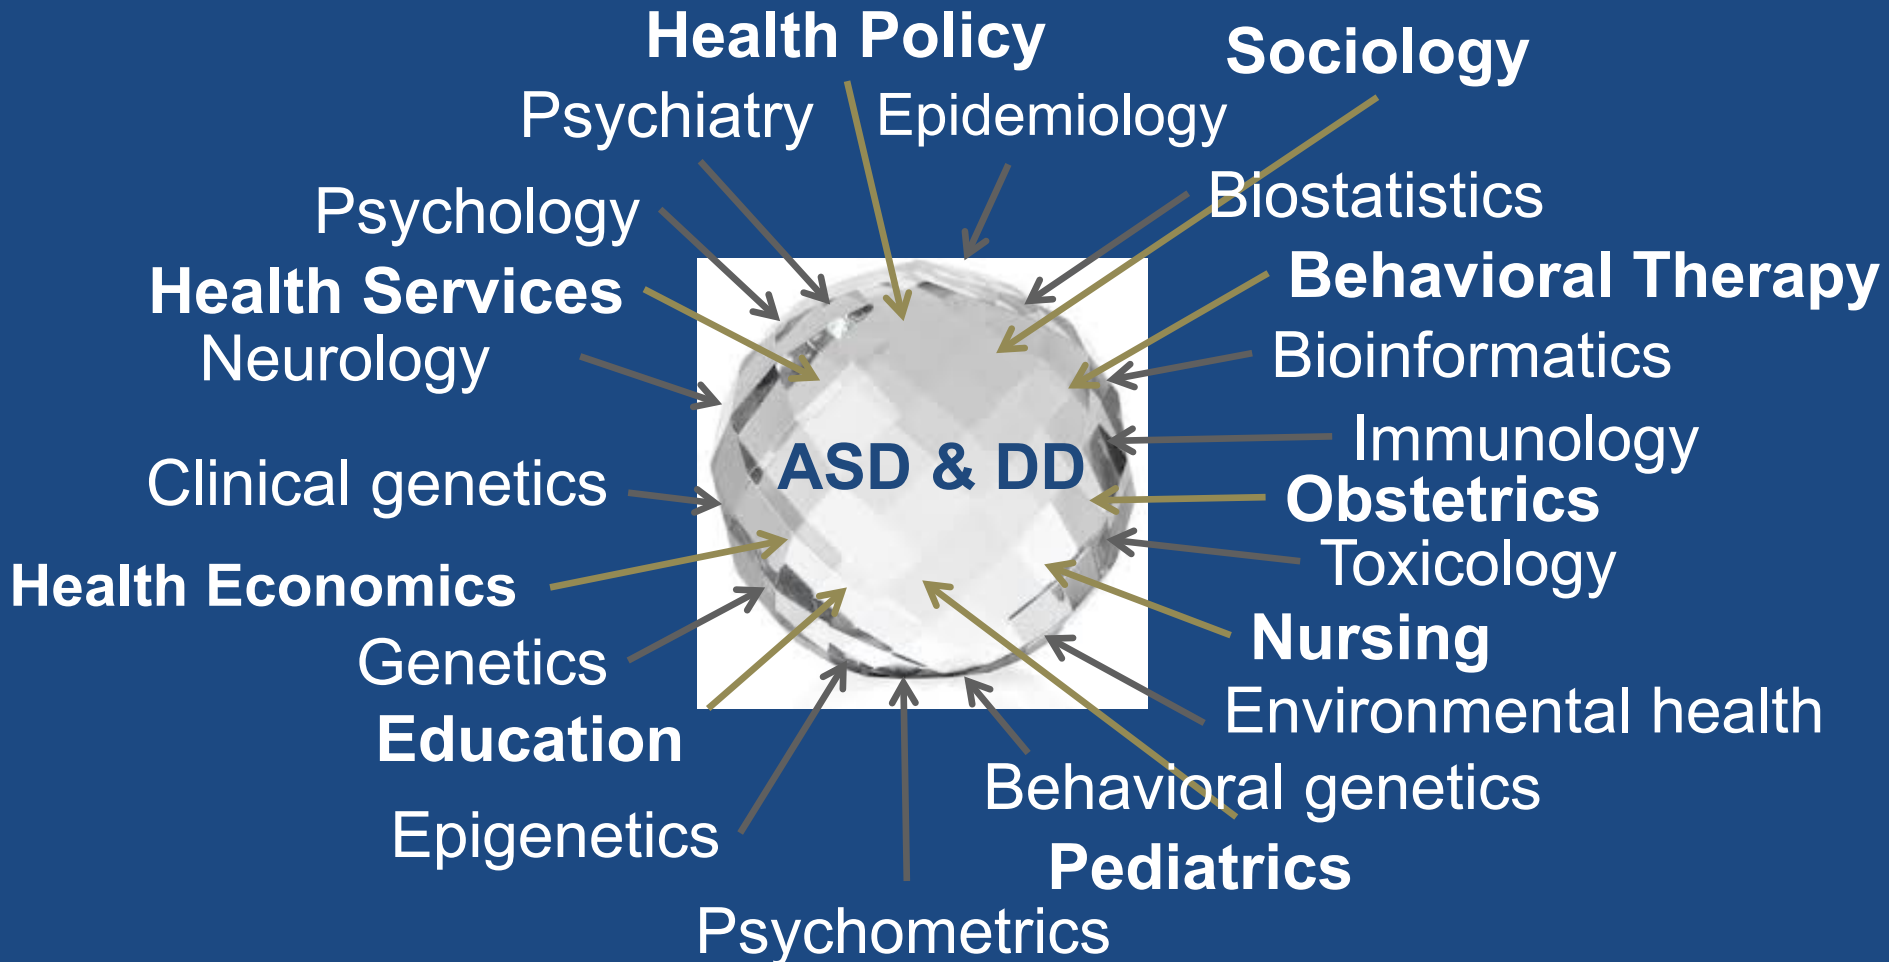 Health Policy
Sociology
Psychiatry
Epidemiology
Psychology
Biostatistics
Health Services
Behavioral Therapy
Neurology
Bioinformatics
Immunology
ASD & DD
Clinical genetics
Obstetrics
Toxicology
Health Economics
Nursing
Genetics
Environmental health
Education
Behavioral genetics
Epigenetics
Pediatrics
Psychometrics